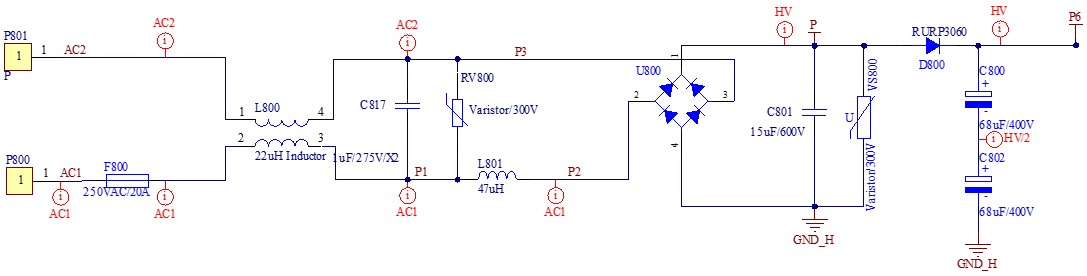 P801
1
AC2
1
P
AC2
i
L800
1
4
2
3
22uH Inductor
1uF/275V/X2
P800
1
AC1
1
i
AC1
F800
250VAC/20A
i
AC1
AC2
i
C817
RV800
Varistor/300V
P3
P1
i
AC1
L801
47uH
P2
i
AC1
U800
1
2
3
4
HV
i
P
C801
15uF/600V
VS800
U
Varistor/300V
GND_H
RURP3060
D800
HV
i
P6
C800
+
-
68uF/400V
i
HV/2
C802
+
-
68uF/400V
GND_H